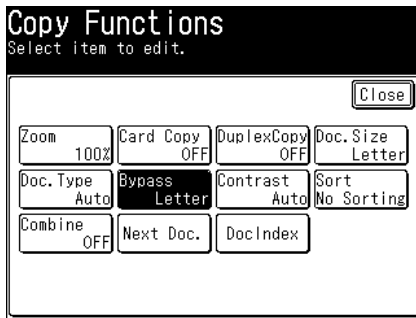 Copy Functions
Select item to edit.
Close
Zoom 100%
Card Copy OFF
DuplexCopy OFF
Doc.Size Letter
Doc.Type Auto
Bypass Letter
Contrast Auto
Sort No Sorting
Combine OFF
Next Doc.
DocIndex